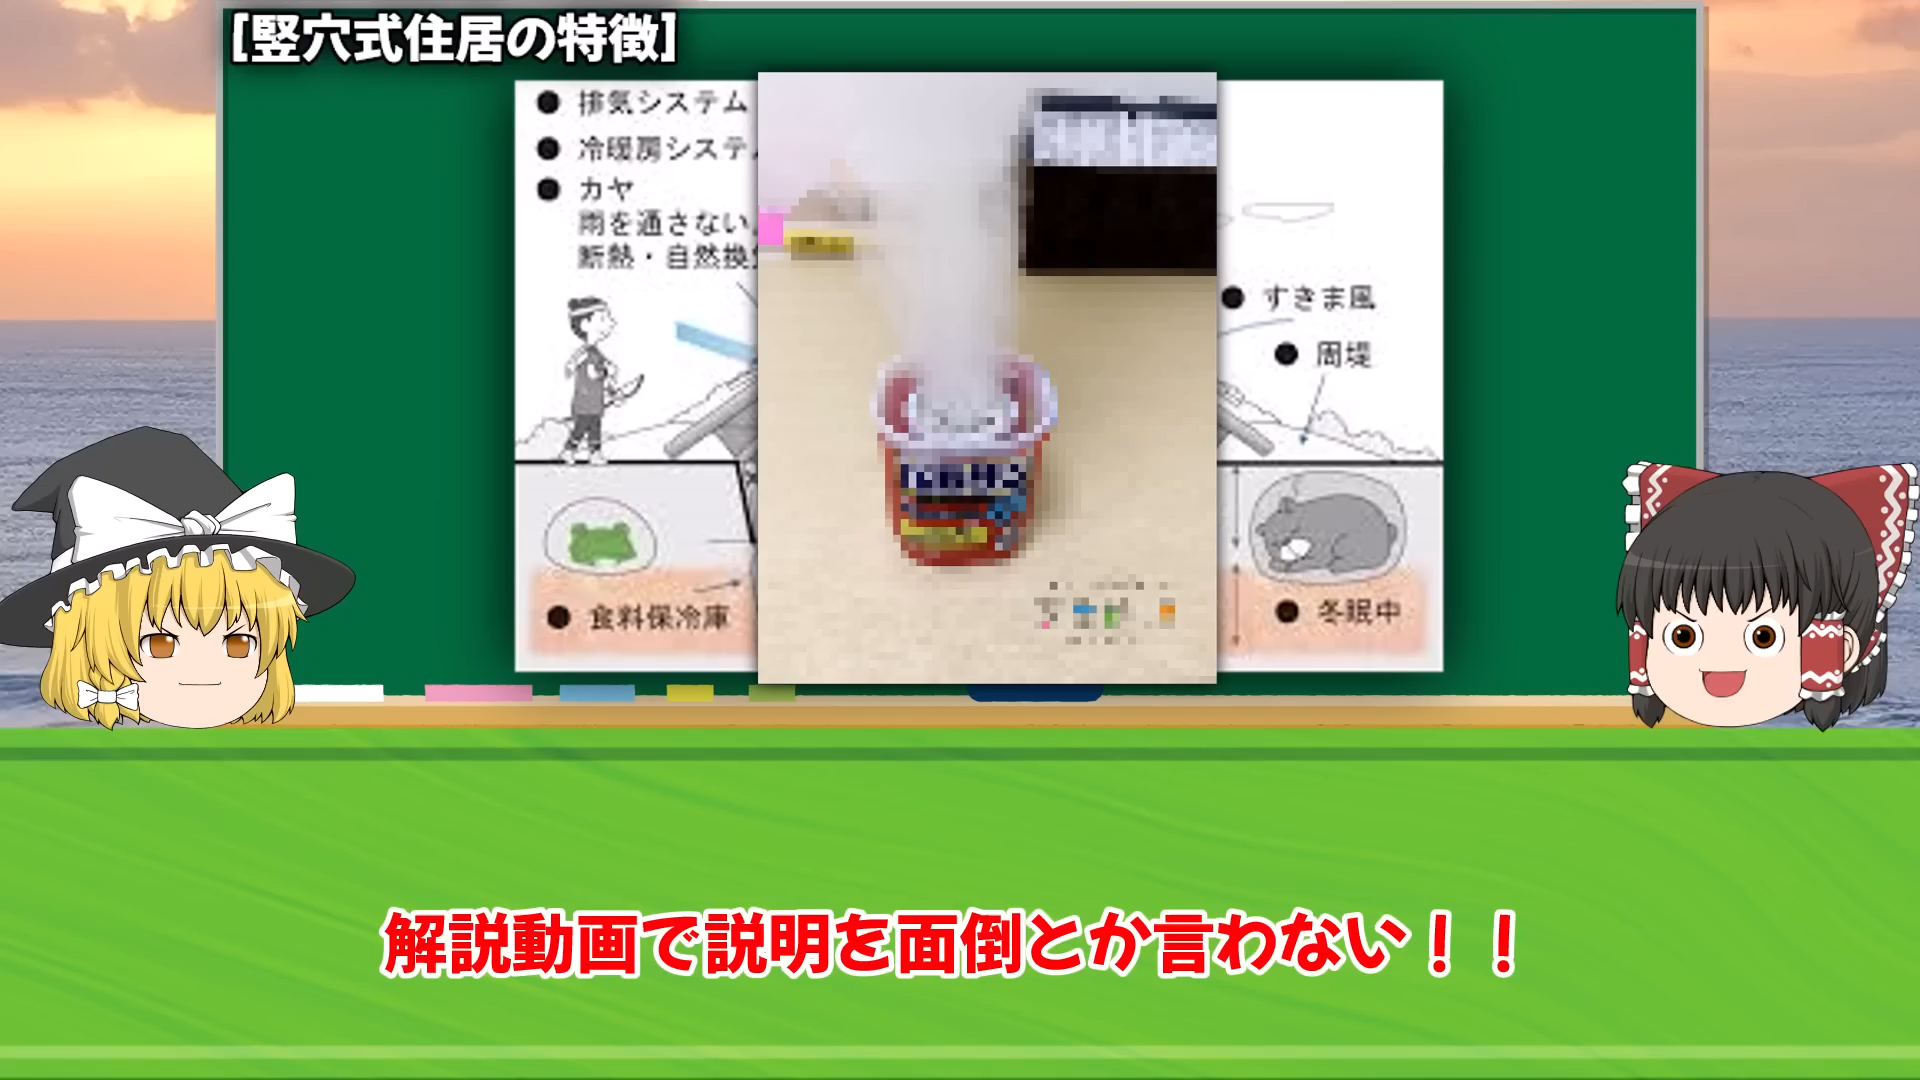 [竪穴式住居の特徴]
● 排気システム
● 冷暖房システ
● カヤ
雨を通さない
断熱・自然換
● すきま風
● 周堤
● 食料保冷庫
● 冬眠中
解説動画で説明を面倒とか言わない！！